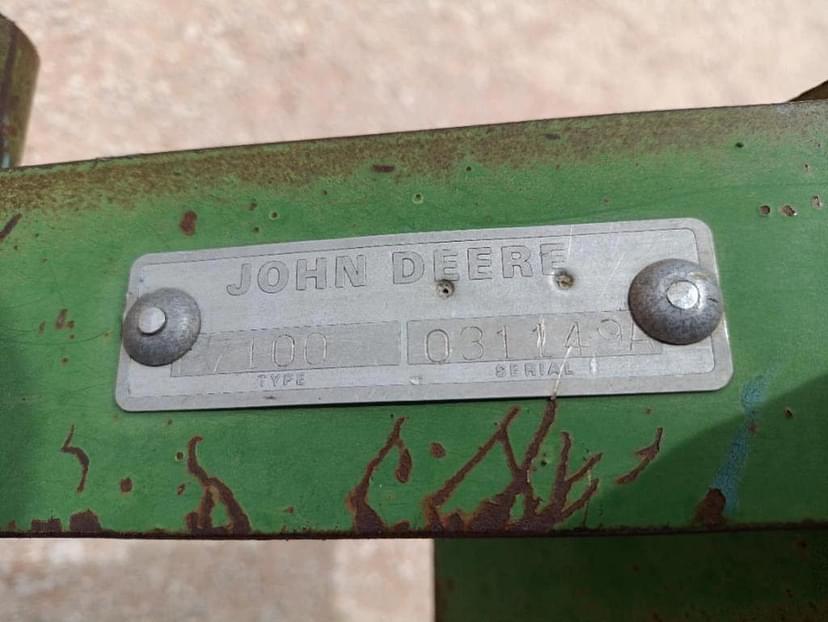 JOHN DEERE
7100 031149A
TYPE SERIAL